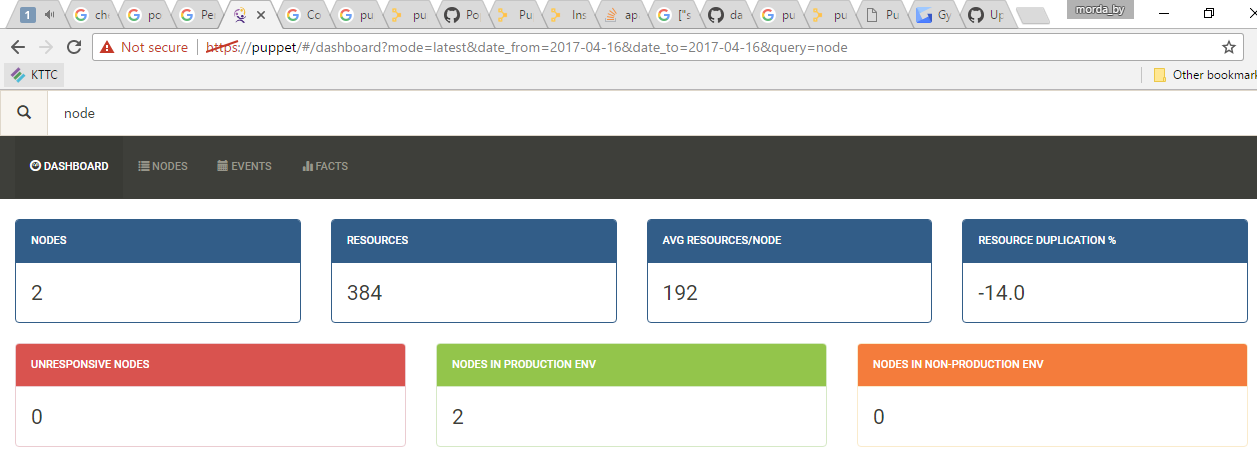 morda_by
1 che po Pe Co pu pu Po Pu Ins ap ["s da pu pu Pu Gy Up
Not secure https://puppet/#/dashboard?mode=latest&date_from=2017-04-16&date_to=2017-04-16&query=node
KTTC Other bookmar
node
DASHBOARD NODES EVENTS FACTS
NODES RESOURCES AVG RESOURCES/NODE RESOURCE DUPLICATION %
2 384 192 -14.0
UNRESPONSIVE NODES NODES IN PRODUCTION ENV NODES IN NON-PRODUCTION ENV
0 2 0